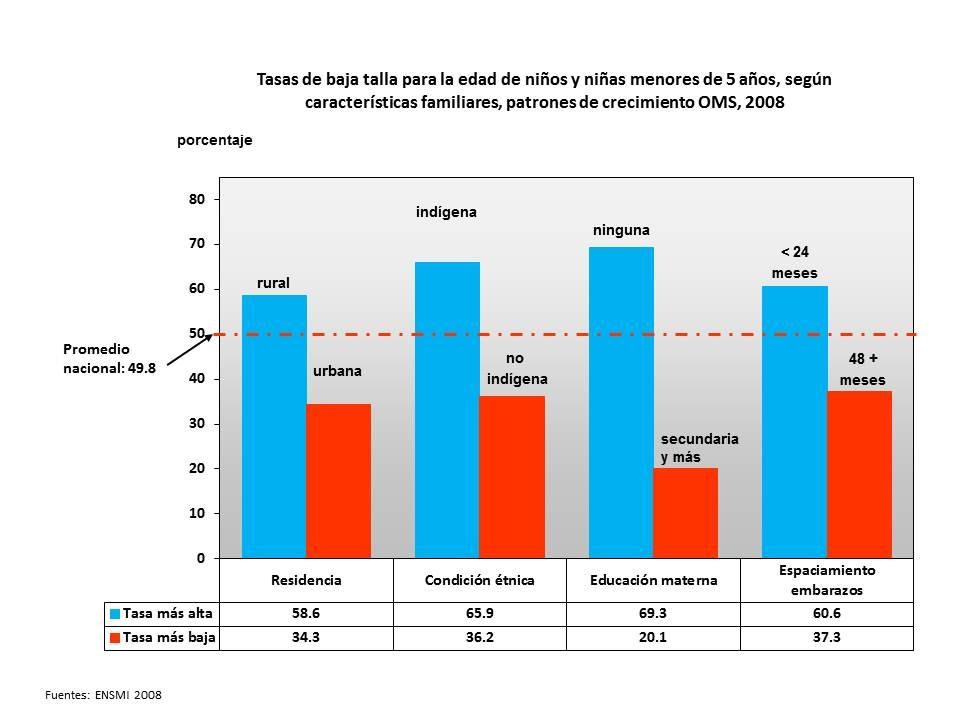 Tasas de baja talla para la edad de niños y niñas menores de 5 años, según
características familiares, patrones de crecimiento OMS, 2008
porcentaje
80
70
60
50
40
30
20
10
0
Promedio
nacional: 49.8
rural
urbana
indígena
no
indígena
ninguna
secundaria
y más
< 24
meses
48 +
meses
Residencia Condición étnica Educación materna Espaciamiento
embarazos
Tasa más alta 58.6 65.9 69.3 60.6
Tasa más baja 34.3 36.2 20.1 37.3
Fuentes: ENSMI 2008